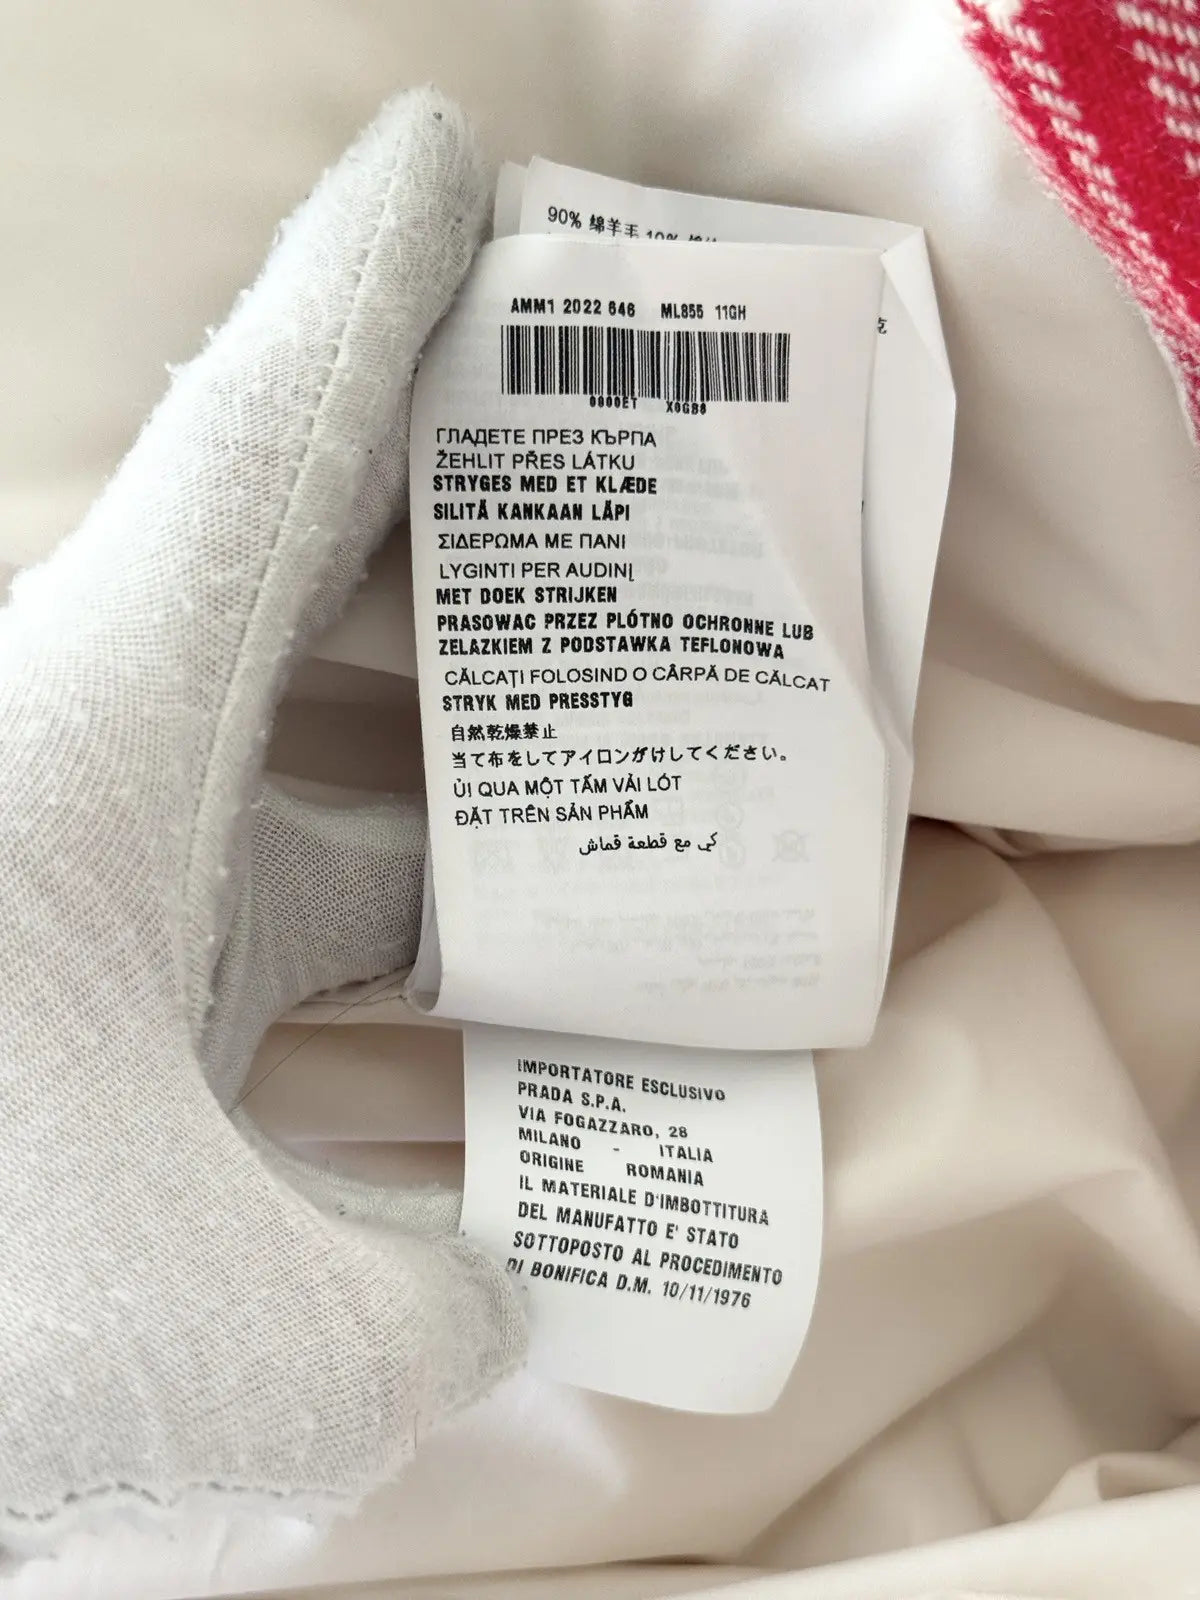 90% 绵羊毛 10%
克
AMM1 2022 646 ML855 11GH
0000ET X0GB8
ГЛАДЕТЕ ПРЕЗ КЪРПА
ŽEHLIT PŘES LÁTKU
STRYGES MED ET KLÆDE
SILITÄ KANKAAN LÄPI
ΣΙΔΕΡΩΜΑ ΜΕ ΠΑΝΙ
LYGINTI PER AUDINĮ
MET DOEK STRIJKEN
PRASOWAC PRZEZ PLÓTNO OCHRONNE LUB
ZELAZKIEM Z PODSTAWKA TEFLONOWA
CĂLCAȚI FOLOSIND O CÂRPĂ DE CĂLCAT
STRYK MED PRESSTYG
自然乾燥禁止
当て布をしてアイロンがけしてください。
ỦI QUA MỘT TẤM VẢI LÓT
ĐẶT TRÊN SẢN PHẨM
كي مع قطعة قماش
IMPORTATORE ESCLUSIVO
PRADA S.P.A.
VIA FOGAZZARO, 28
MILANO - ITALIA
ORIGINE ROMANIA
IL MATERIALE D'IMBOTTITURA
DEL MANUFATTO E' STATO
SOTTOPOSTO AL PROCEDIMENTO
DI BONIFICA D.M. 10/11/1976